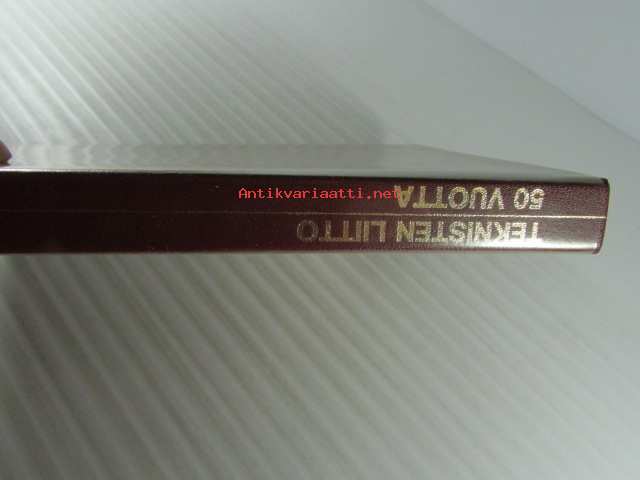 TEKNISTEN LIITTO
50 VUOTTA
Antikvariaatti.net